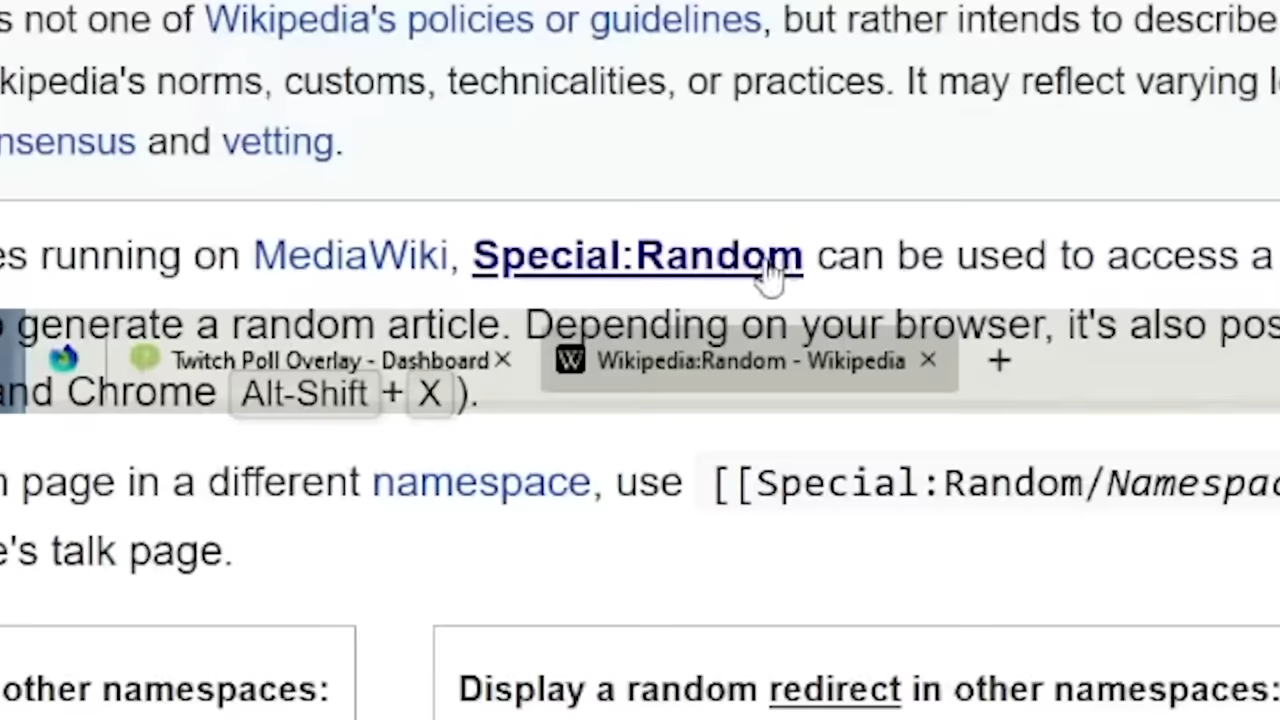 s not one of Wikipedia's policies or guidelines, but rather intends to describe
kipedia's norms, customs, technicalities, or practices. It may reflect varying l
nsensus and vetting.
es running on MediaWiki, Special:Random can be used to access a
generate a random article. Depending on your browser, it's also pos
Twitch Poll Overlay - Dashboard × W Wikipedia:Random - Wikipedia × +
and Chrome Alt-Shift + X ).
n page in a different namespace, use [[Special:Random/Namespac
e's talk page.
other namespaces:
Display a random redirect in other namespaces: